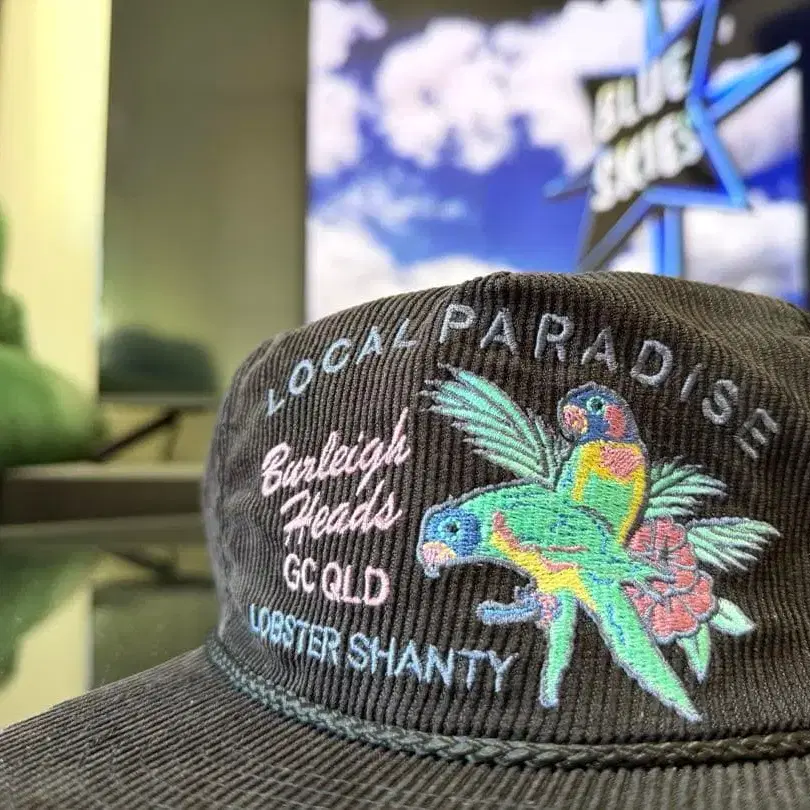 BLUE
SKIES
LOCAL PARADISE
Burleigh
Heads
GC QLD
LOBSTER SHANTY